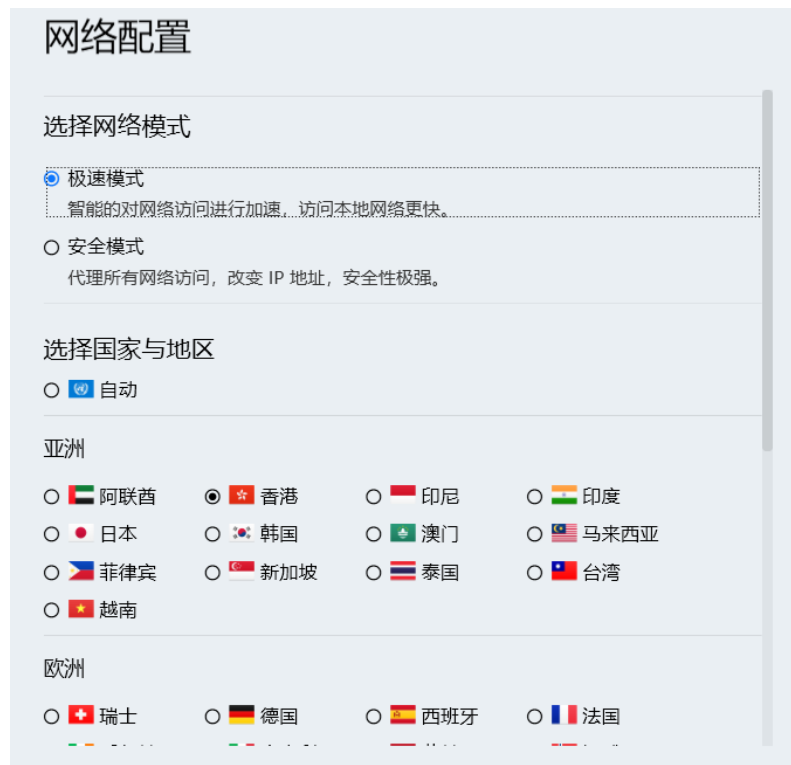 网络配置
选择网络模式
极速模式
智能的对网络访问进行加速，访问本地网络更快。
安全模式
代理所有网络访问，改变 IP 地址，安全性极强。
选择国家与地区
自动
亚洲
阿联酋 香港 印尼 印度
日本 韩国 澳门 马来西亚
菲律宾 新加坡 泰国 台湾
越南
欧洲
瑞士 德国 西班牙 法国